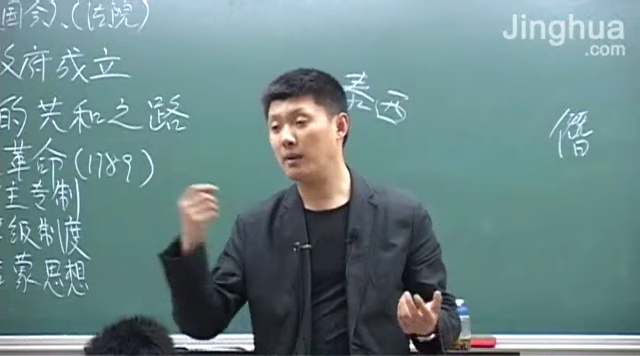 国会)、(法院)
政府成立
的共和之路
革命(1789)
主专制
级制度
蒙思想
泰西
僭
Jinghua
.com